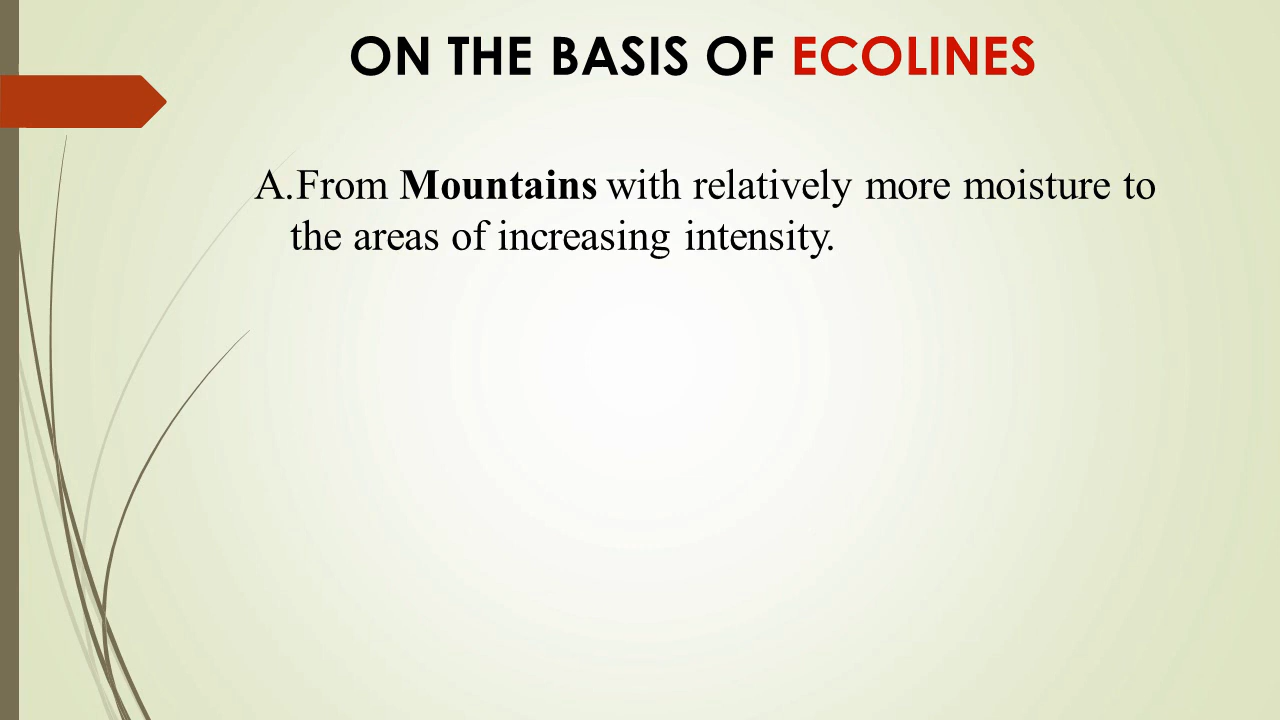 ON THE BASIS OF ECOLINES
A.From Mountains with relatively more moisture to
the areas of increasing intensity.